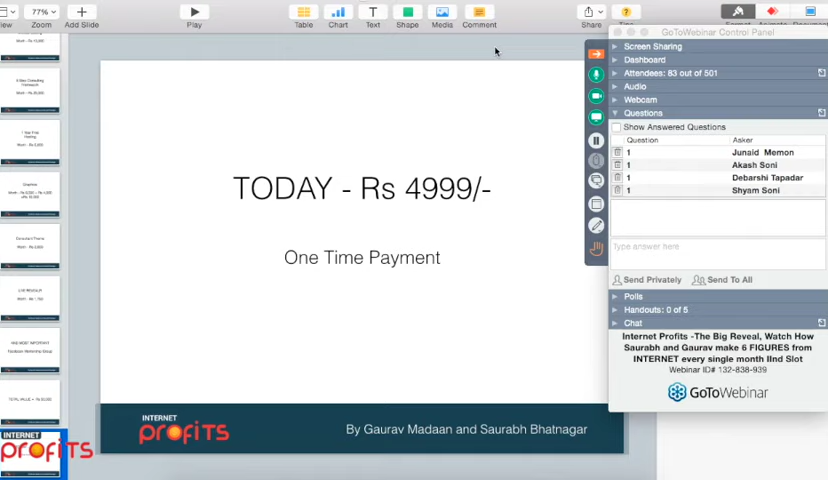 77%
Zoom
Add Slide
Play
Table
Chart
Text
Shape
Media
Comment
Share
GoToWebinar Control Panel
Screen Sharing
Dashboard
Attendees: 83 out of 501
Audio
Webcam
Questions
Show Answered Questions
Question Asker
1 Junaid Memon
1 Akash Soni
1 Debarshi Tapadar
1 Shyam Soni
Type answer here
Send Privately Send To All
Polls
Handouts: 0 of 5
Chat
Internet Profits -The Big Reveal, Watch How
Saurabh and Gaurav make 6 FIGURES from
INTERNET every single month IInd Slot
Webinar ID# 132-838-939
GoToWebinar
TODAY - Rs 4999/-
One Time Payment
INTERNET
profits
By Gaurav Madaan and Saurabh Bhatnagar
INTERNET
profits